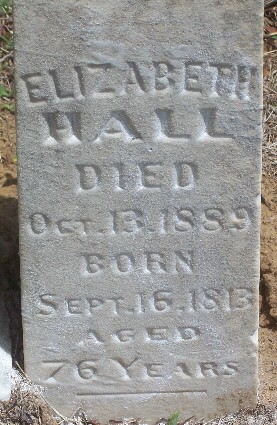 ELIZABETH
HALL
DIED
OCT. 13. 1889
BORN
SEPT. 16. 1813
AGED
76 YEARS